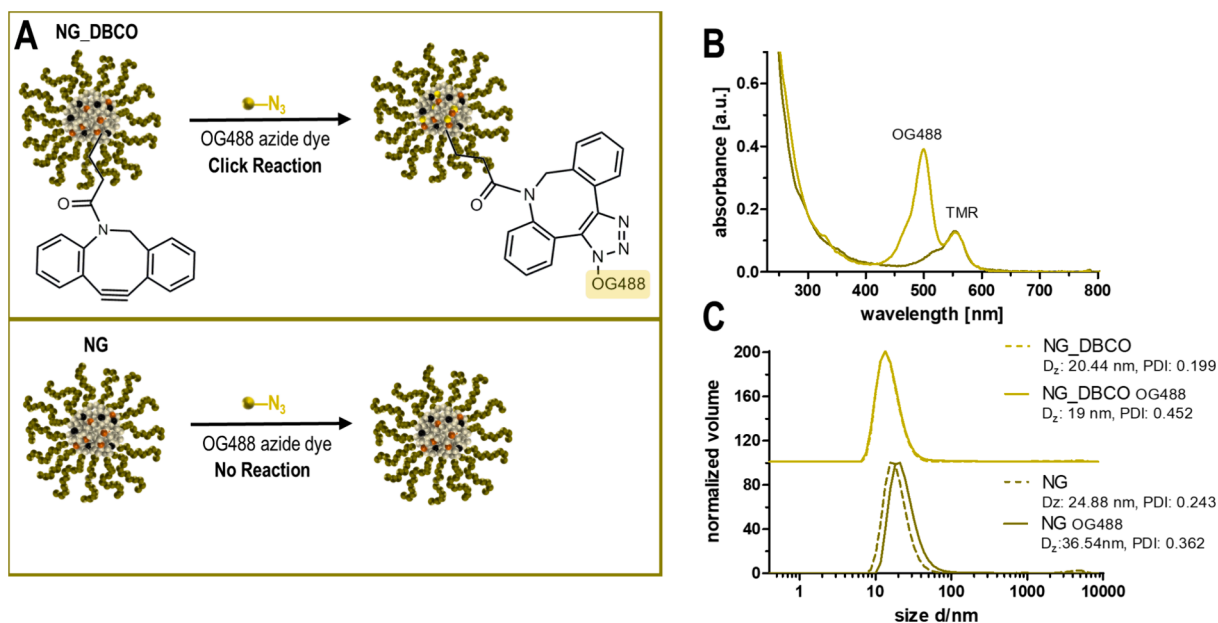 A
NG_DBCO
N3
OG488 azide dye
Click Reaction
O
N
O
N
N
N
N
OG488
NG
N3
OG488 azide dye
No Reaction
B
absorbance [a.u.]
0.6
0.4
0.2
0.0
OG488
TMR
300 400 500 600 700 800
wavelength [nm]
C
normalized volume
200
160
120
80
40
0
NG_DBCO
Dz: 20.44 nm, PDI: 0.199
NG_DBCO OG488
Dz: 19 nm, PDI: 0.452
NG
Dz: 24.88 nm, PDI: 0.243
NG OG488
Dz:36.54nm, PDI: 0.362
1 10 100 1000 10000
size d/nm